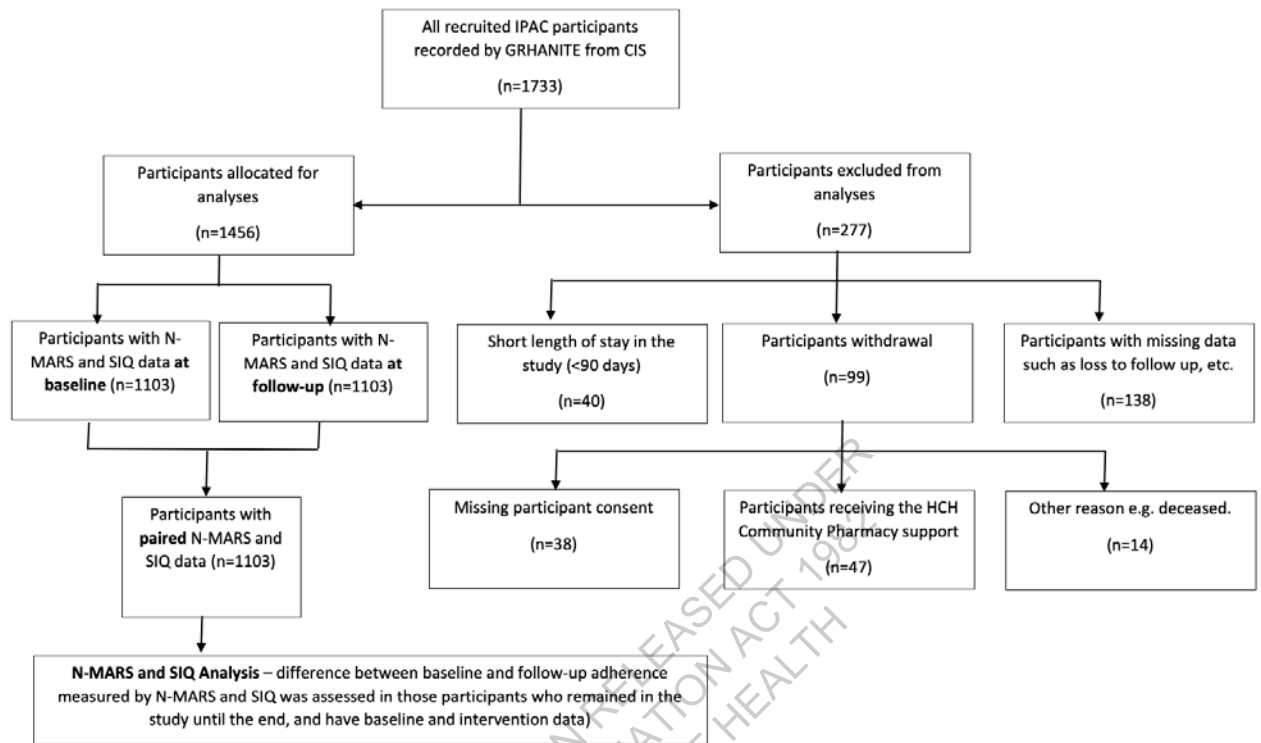 All recruited IPAC participants
recorded by GRHANITE from CIS
(n=1733)
Participants allocated for
analyses
(n=1456)
Participants excluded from
analyses
(n=277)
Participants with N-
MARS and SIQ data at
baseline (n=1103)
Participants with N-
MARS and SIQ data at
follow-up (n=1103)
Short length of stay in the
study (<90 days)
(n=40)
Participants withdrawal
(n=99)
Participants with missing data
such as loss to follow up, etc.
(n=138)
Participants with
paired N-MARS and
SIQ data (n=1103)
Missing participant consent
(n=38)
Participants receiving the HCH
Community Pharmacy support
(n=47)
Other reason e.g. deceased.
(n=14)
N-MARS and SIQ Analysis – difference between baseline and follow-up adherence
measured by N-MARS and SIQ was assessed in those participants who remained in the
study until the end, and have baseline and intervention data)
RELEASED UNDER
ACT 1982
HEALTH